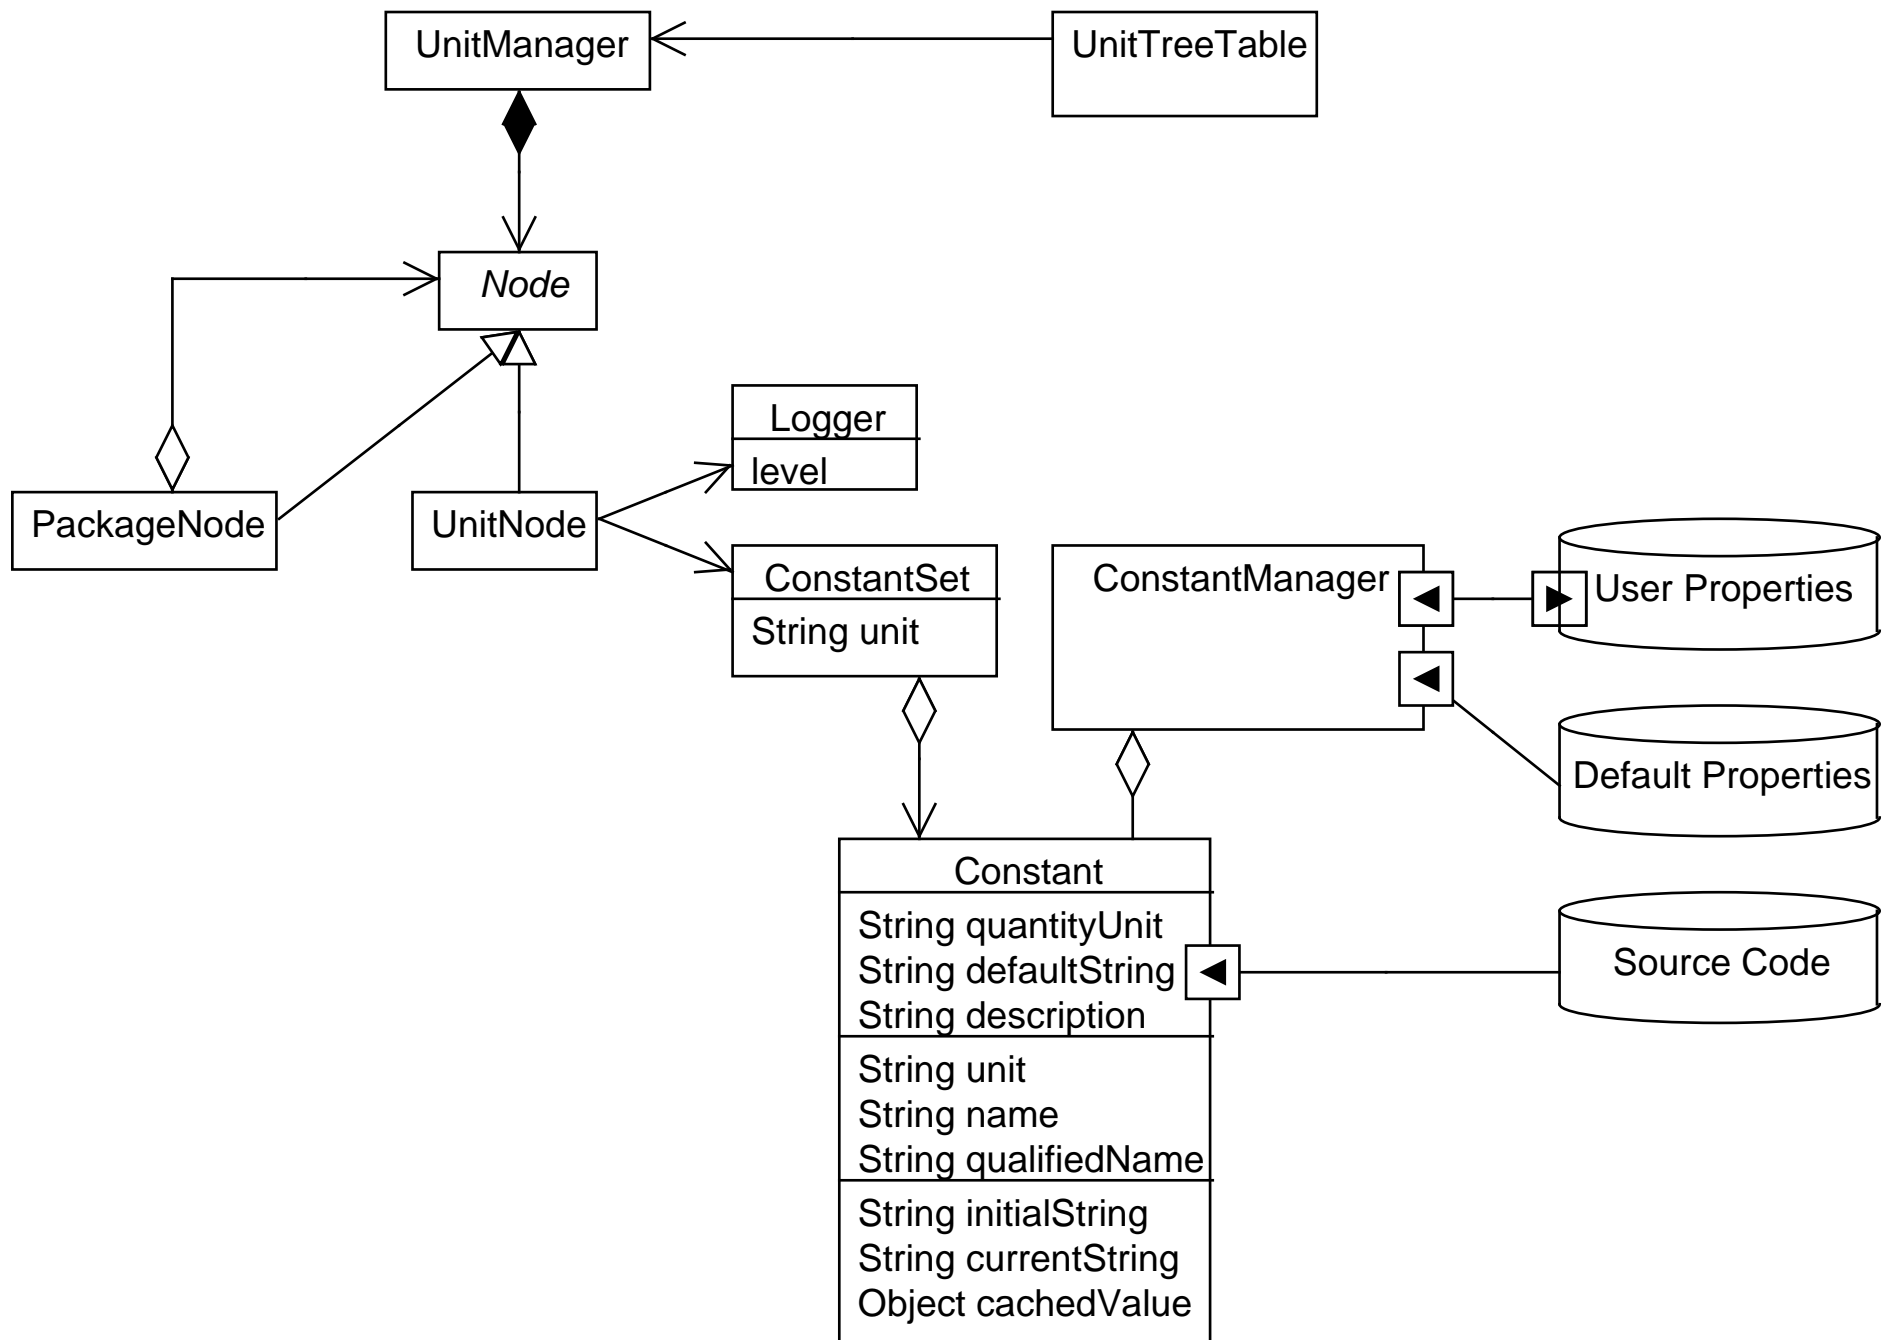 UnitManager
UnitTreeTable
Node
Logger
level
PackageNode
UnitNode
ConstantSet
String unit
ConstantManager
User Properties
Default Properties
Constant
String quantityUnit
String defaultString
String description
Source Code
String unit
String name
String qualifiedName
String initialString
String currentString
Object cachedValue